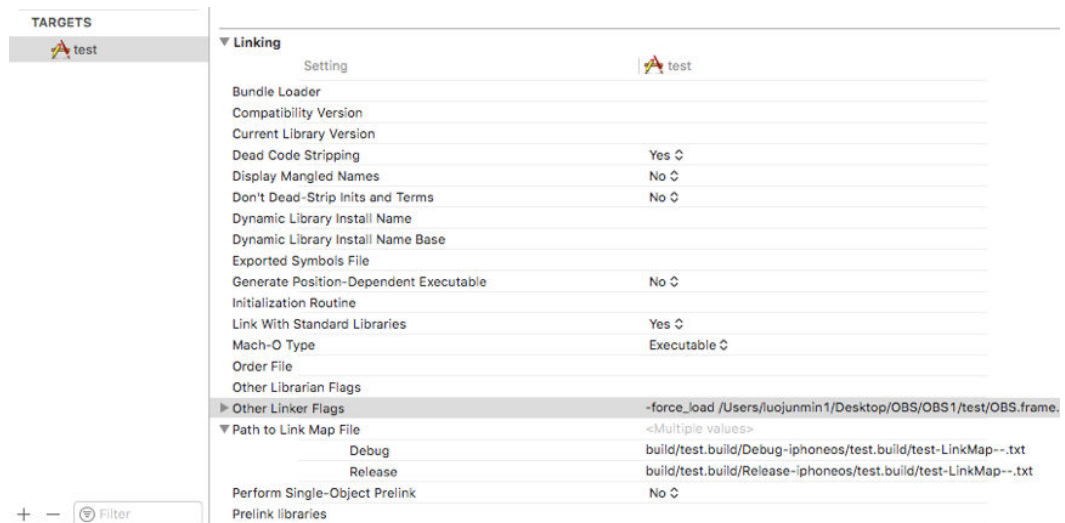 TARGETS
test
Linking
Setting test
Bundle Loader
Compatibility Version
Current Library Version
Dead Code Stripping Yes
Display Mangled Names No
Don't Dead-Strip Inits and Terms No
Dynamic Library Install Name
Dynamic Library Install Name Base
Exported Symbols File
Generate Position-Dependent Executable No
Initialization Routine
Link With Standard Libraries Yes
Mach-O Type Executable
Order File
Other Librarian Flags
Other Linker Flags -force_load /Users/luojunmin1/Desktop/OBS/OBS1/test/OBS.frame.
Path to Link Map File <Multiple values>
Debug build/test.build/Debug-iphoneos/test.build/test-LinkMap--.txt
Release build/test.build/Release-iphoneos/test.build/test-LinkMap--.txt
Perform Single-Object Prelink No
Prelink libraries
+ − Filter